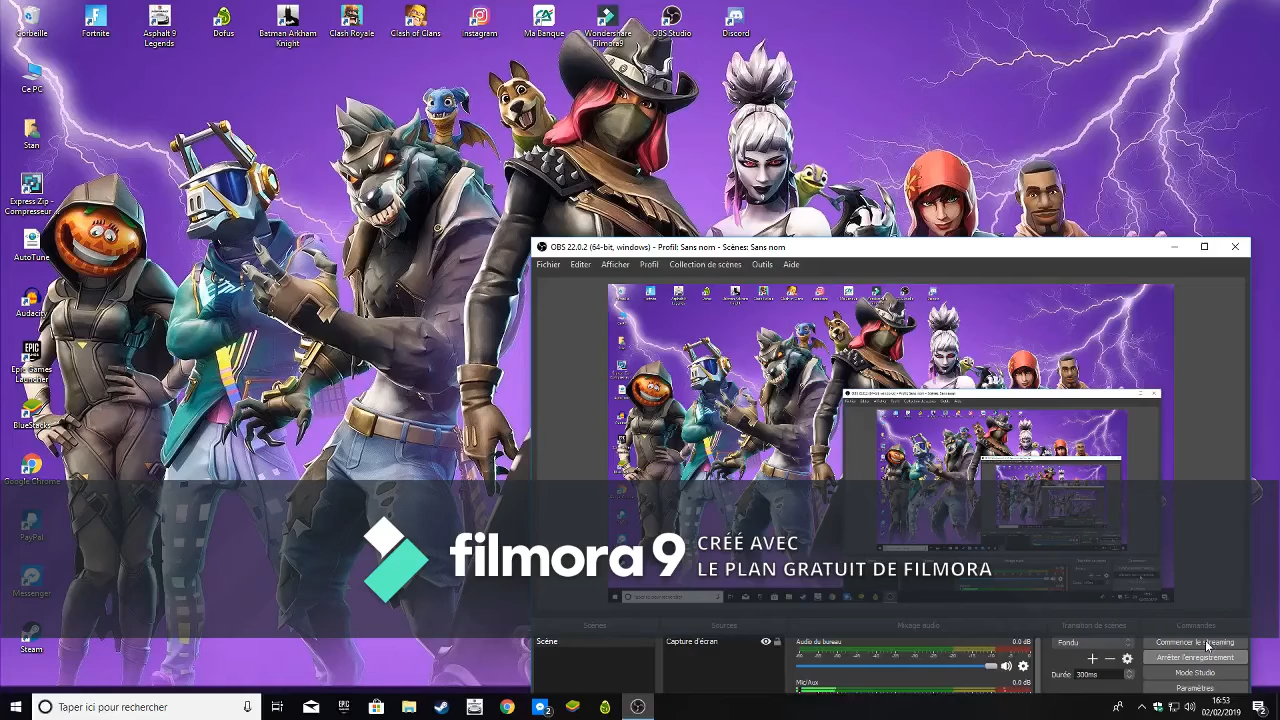 Corbeille
Fortnite
Asphalt 9
Legends
Dofus
Batman Arkham
Knight
Clash Royale
Clash of Clans
Instagram
Ma Banque
Wondershare
Filmora9
OBS Studio
Discord
Ce PC
Stan
Express Zip -
Compresseur ...
AutoTune
Audacity
EPIC
GAMES
Epic Games
Launcher
BlueStacks
Google Chrome
PayPal
Messenger
Steam
OBS 22.0.2 (64-bit, windows) - Profil: Sans nom - Scènes: Sans nom
Fichier Editer Afficher Profil Collection de scènes Outils Aide
filmora9
CRÉÉ AVEC
LE PLAN GRATUIT DE FILMORA
Scènes Sources Mixage audio Transition de scènes Commandes
Scène
Capture d'écran
Audio du bureau 0.0 dB
Mic/Aux 0.0 dB
Fondu
Durée 300ms
Commencer le streaming
Arrêter l'enregistrement
Mode Studio
Paramètres
Taper ici pour rechercher
16:53
02/02/2019